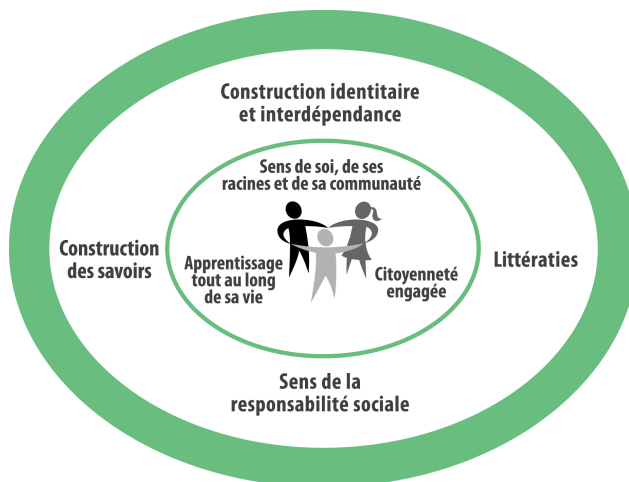 Construction identitaire
et interdépendance
Sens de soi, de ses
racines et de sa communauté
Construction
des savoirs
Apprentissage
tout au long
de sa vie
Citoyenneté
engagée
Littératies
Sens de la
responsabilité sociale